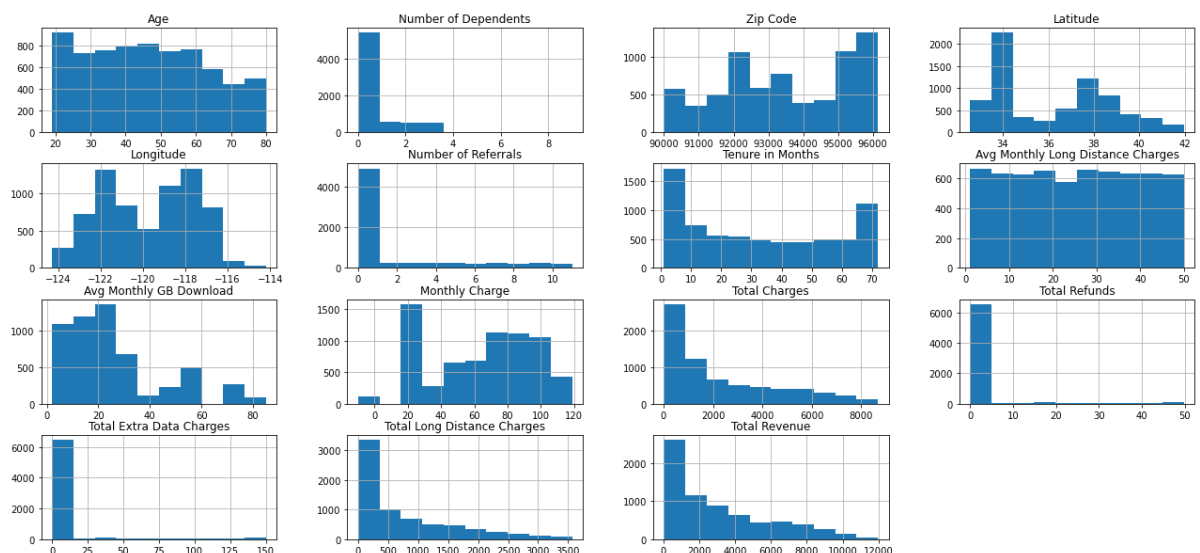 Age
Number of Dependents
Zip Code
Latitude
800
600
400
200
0
20 30 40 50 60 70 80
4000
2000
0
0 2 4 6 8
1000
500
0
90000 91000 92000 93000 94000 95000 96000
2000
1500
1000
500
0
34 36 38 40 42
Longitude
Number of Referrals
Tenure in Months
Avg Monthly Long Distance Charges
1000
500
0
−124 −122 −120 −118 −116 −114
4000
2000
0
0 2 4 6 8 10
1500
1000
500
0
0 10 20 30 40 50 60 70
600
400
200
0
0 10 20 30 40 50
Avg Monthly GB Download
Monthly Charge
Total Charges
Total Refunds
1000
500
0
0 20 40 60 80
1500
1000
500
0
0 20 40 60 80 100 120
2000
1000
0
0 2000 4000 6000 8000
6000
4000
2000
0
0 10 20 30 40 50
Total Extra Data Charges
Total Long Distance Charges
Total Revenue
6000
4000
2000
0
0 25 50 75 100 125 150
3000
2000
1000
0
0 500 1000 1500 2000 2500 3000 3500
2000
1000
0
0 2000 4000 6000 8000 10000 12000